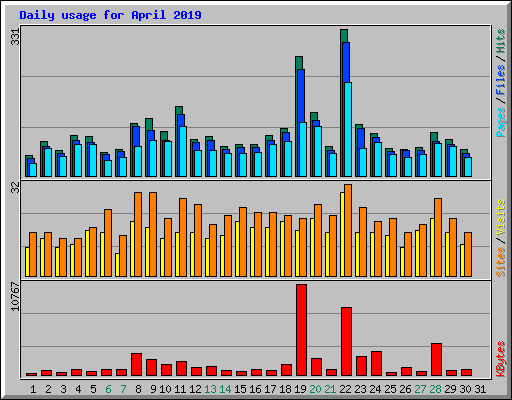 Daily usage for April 2019
331
Pages / Files / Hits
32
Sites / Visits
10767
KBytes
1 2 3 4 5 6 7 8 9 10 11 12 13 14 15 16 17 18 19 20 21 22 23 24 25 26 27 28 29 30 31